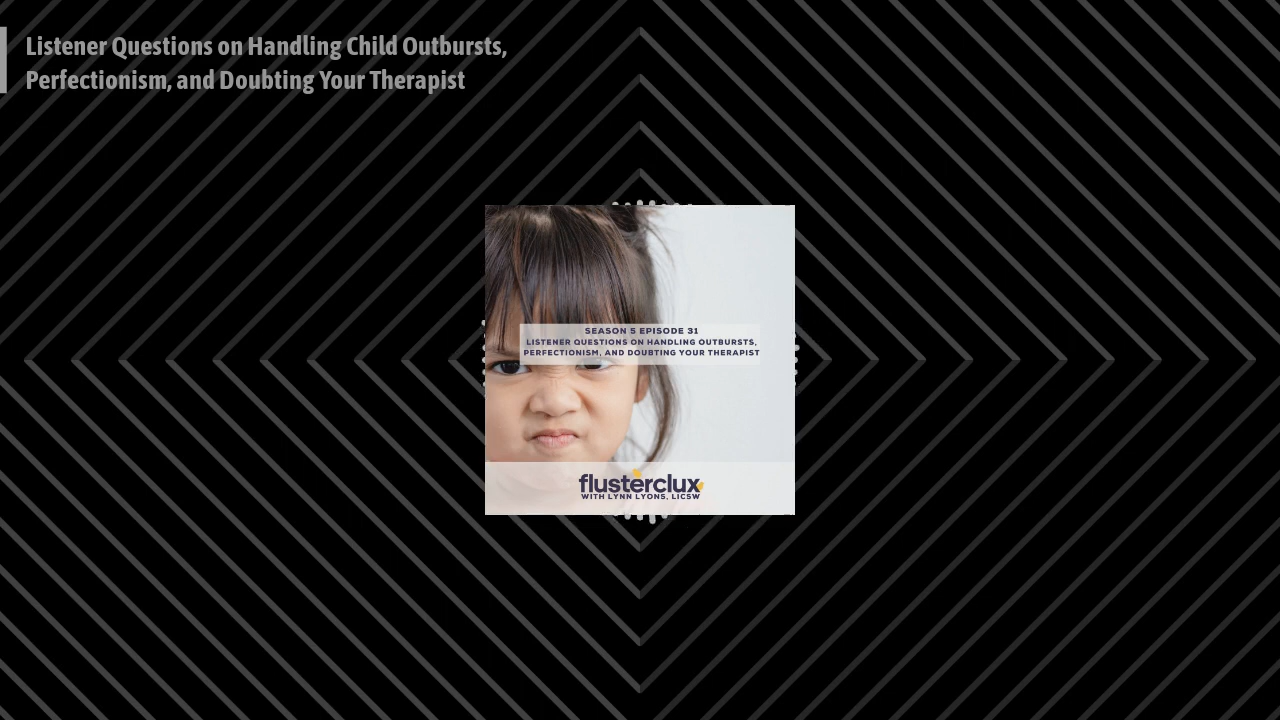 Listener Questions on Handling Child Outbursts,
Perfectionism, and Doubting Your Therapist
SEASON 5 EPISODE 31
LISTENER QUESTIONS ON HANDLING OUTBURSTS,
PERFECTIONISM, AND DOUBTING YOUR THERAPIST
flusterclux
WITH LYNN LYONS, LICSW